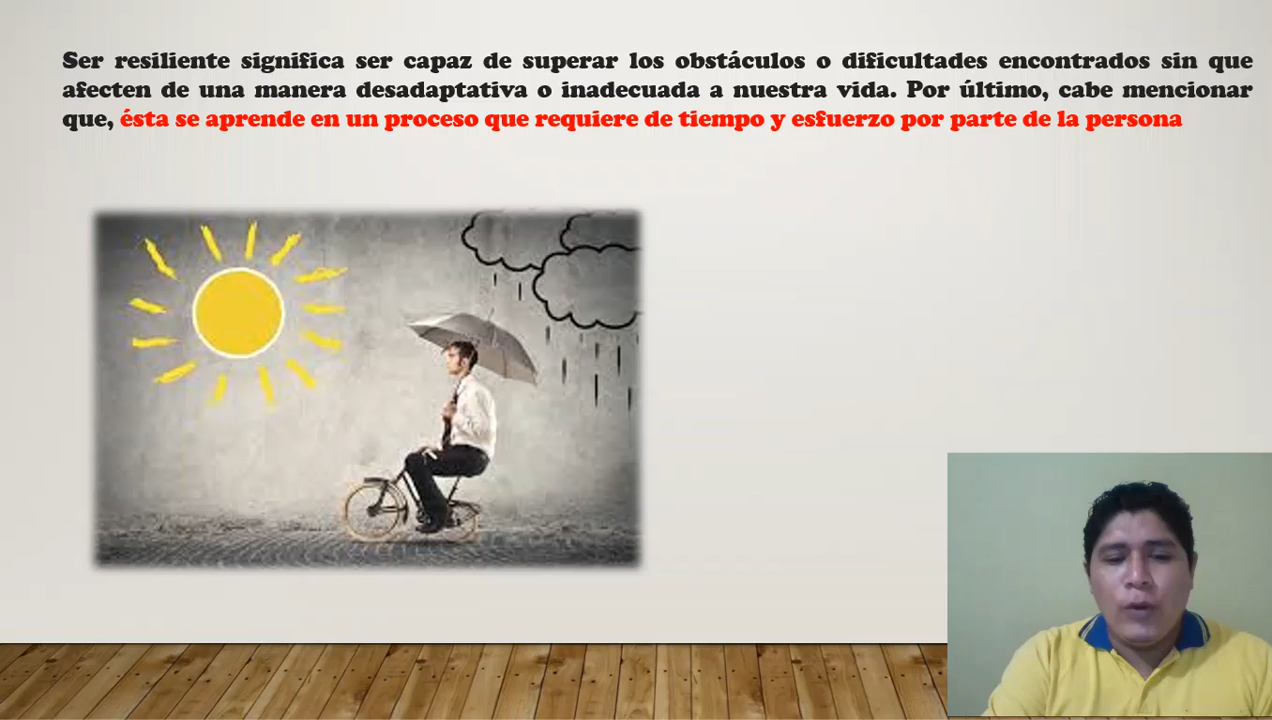 Ser resiliente significa ser capaz de superar los obstáculos o dificultades encontrados sin que
afecten de una manera desadaptativa o inadecuada a nuestra vida. Por último, cabe mencionar
que, ésta se aprende en un proceso que requiere de tiempo y esfuerzo por parte de la persona